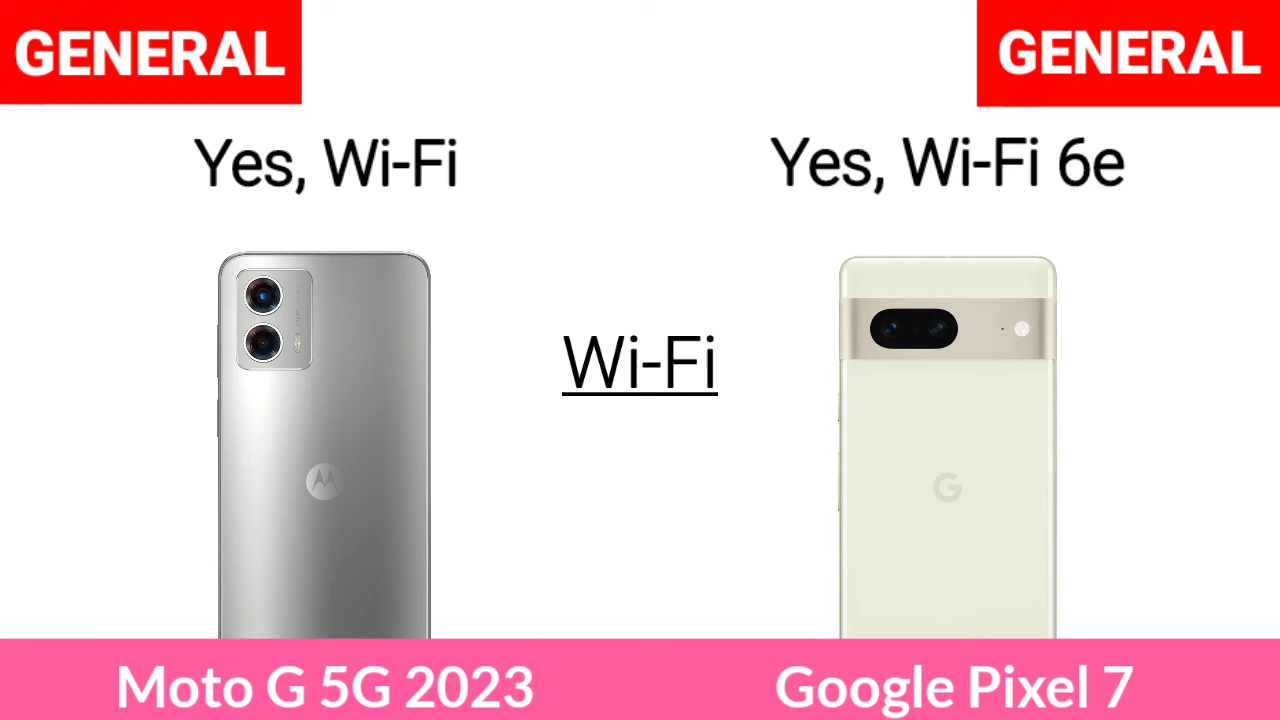 GENERAL
GENERAL
Yes, Wi-Fi
Yes, Wi-Fi 6e
Wi-Fi
Moto G 5G 2023
Google Pixel 7